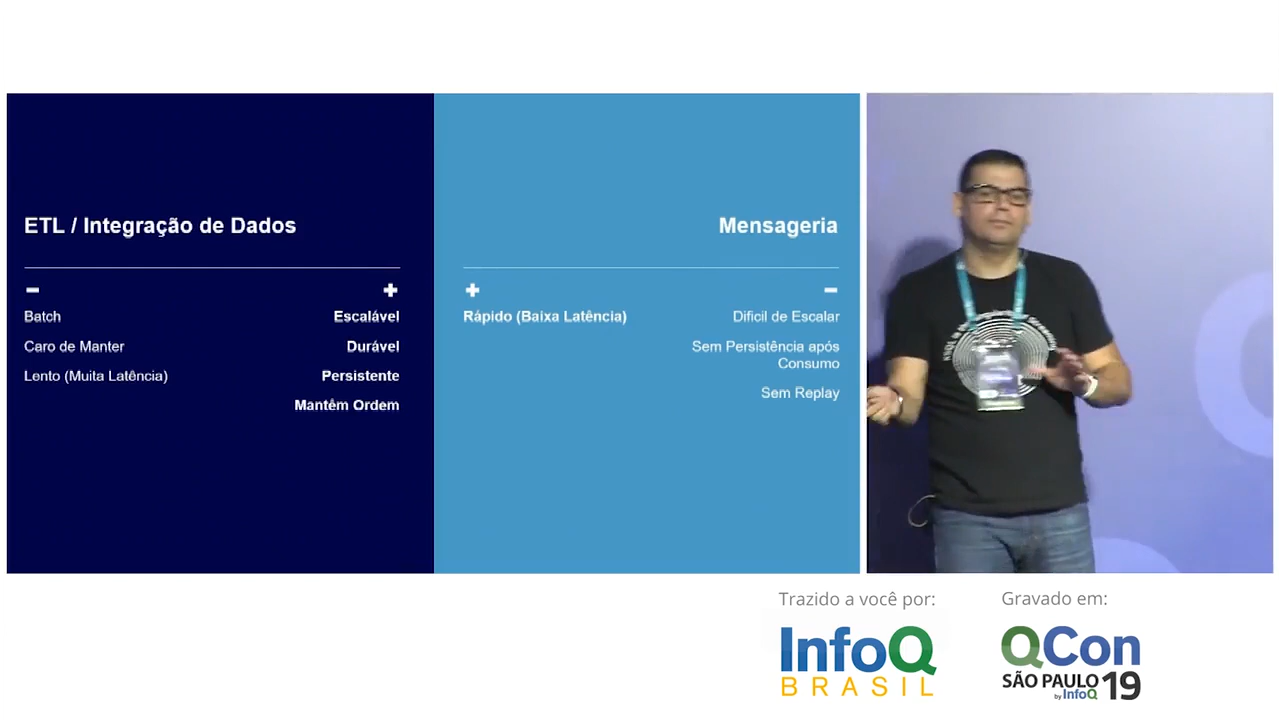 ETL / Integração de Dados
Batch
Caro de Manter
Lento (Muita Latência)
Escalável
Durável
Persistente
Mantêm Ordem
Mensageria
Rápido (Baixa Latência)
Dificil de Escalar
Sem Persistência após
Consumo
Sem Replay
Trazido a você por:
InfoQ
BRASIL
Gravado em:
QCon
SÃO PAULO 19
by InfoQ